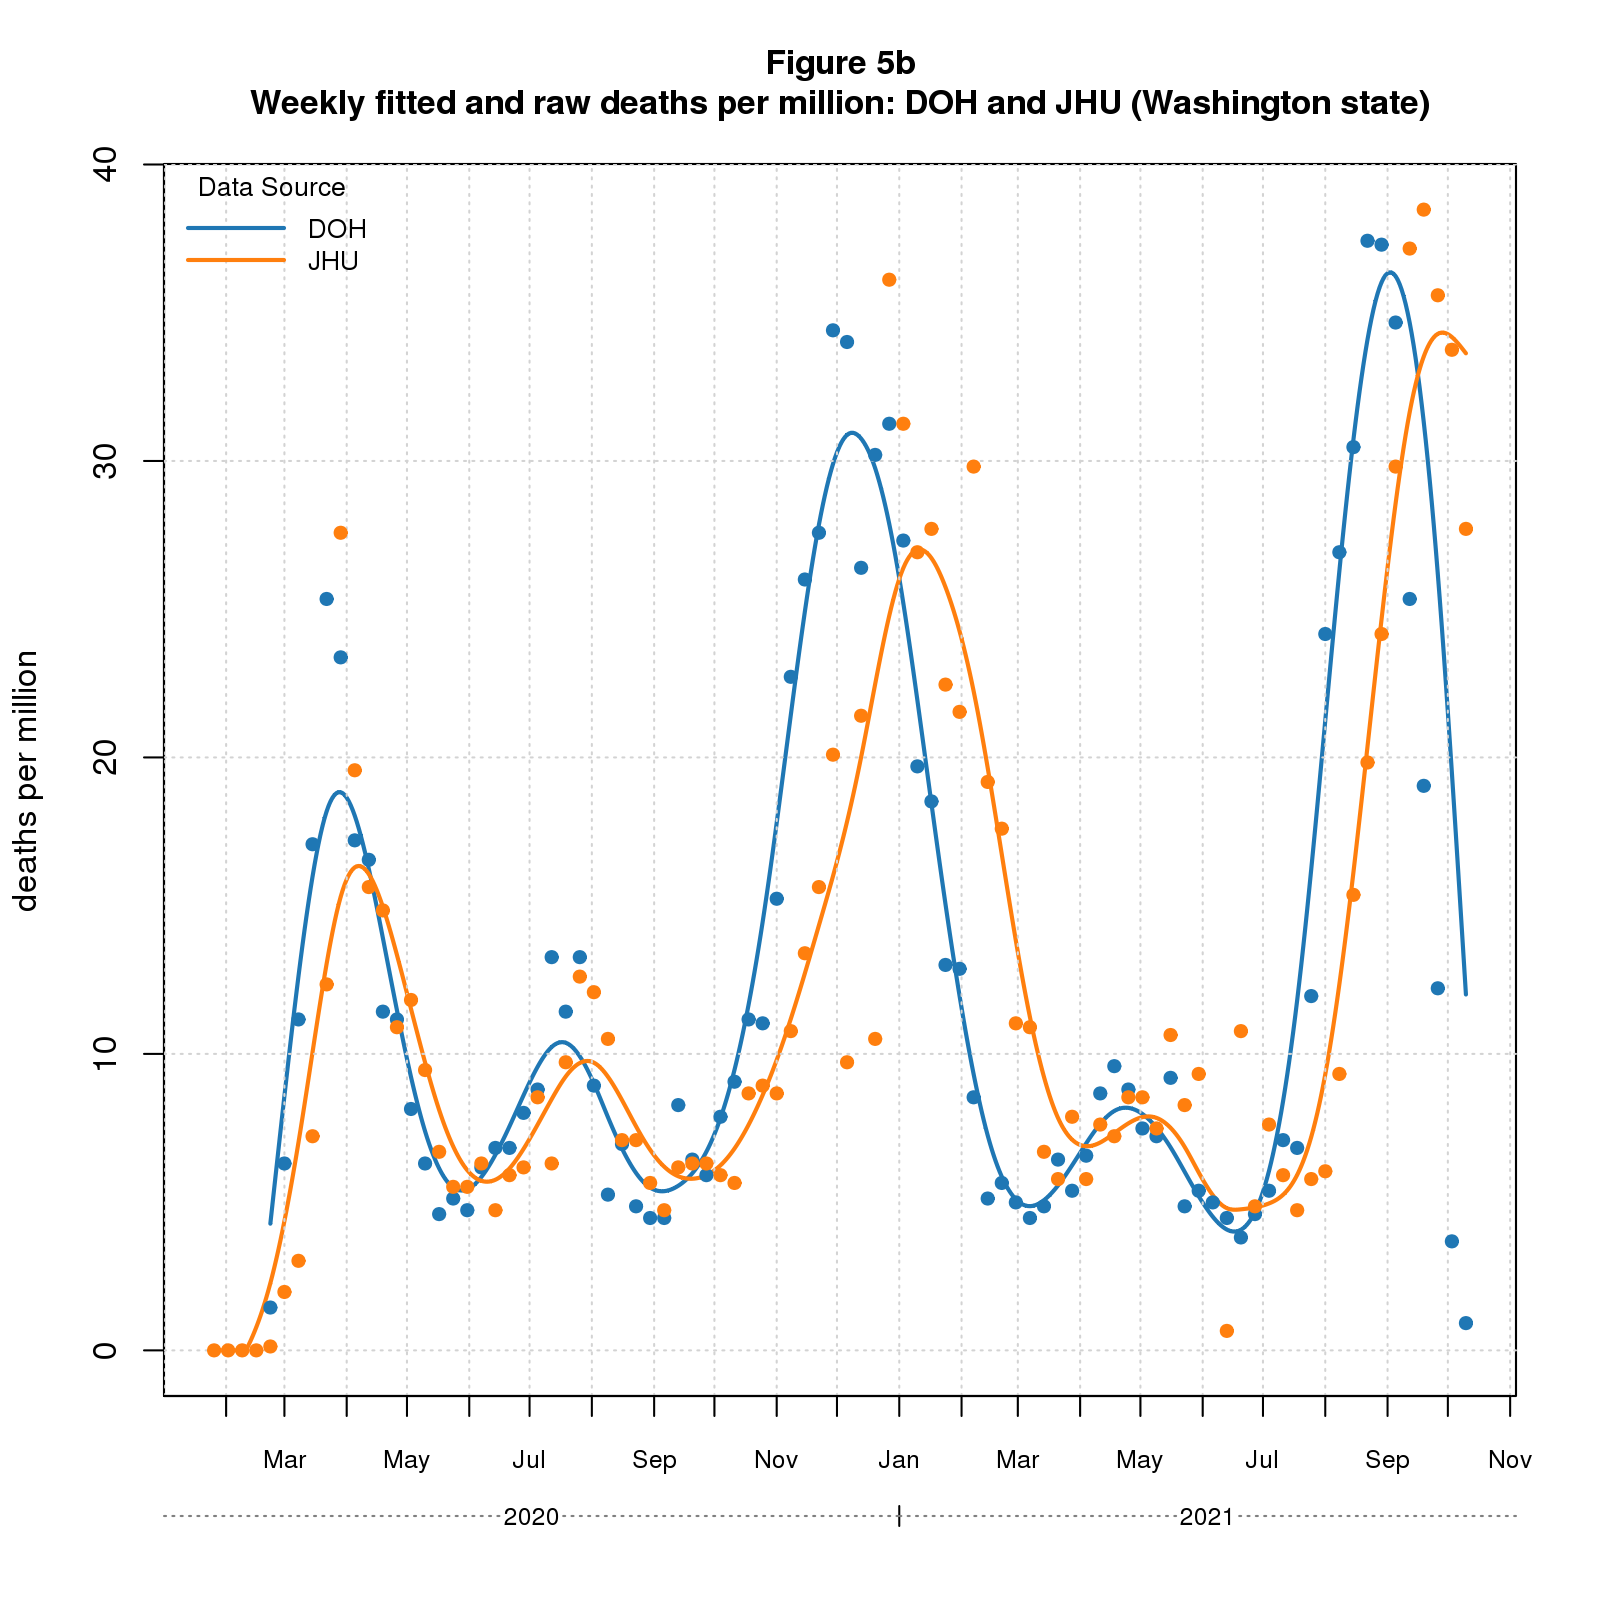 Figure 5b
Weekly fitted and raw deaths per million: DOH and JHU (Washington state)
Data Source
DOH
JHU
deaths per million
40
30
20
10
0
Mar May Jul Sep Nov Jan Mar May Jul Sep Nov
2020 2021